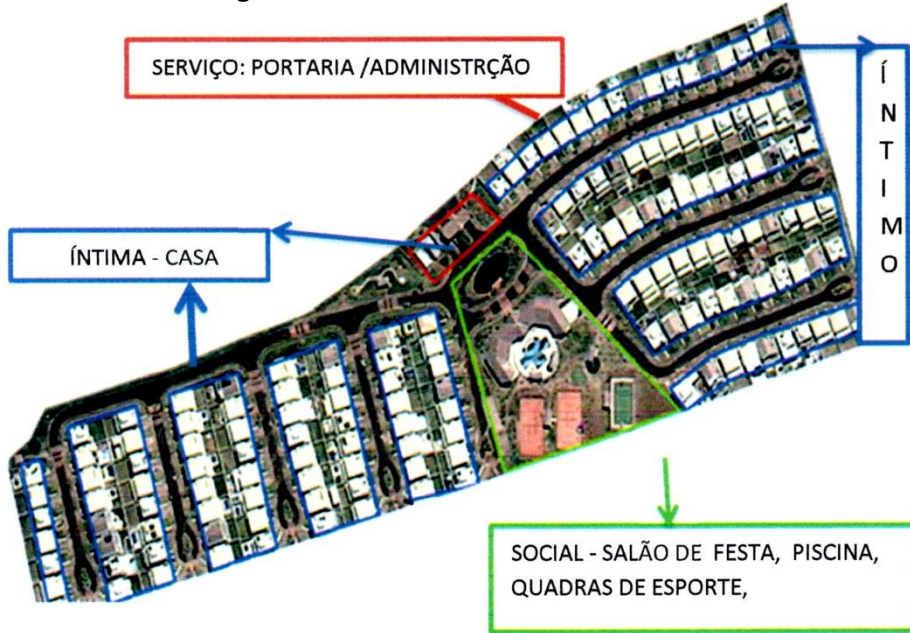 SERVIÇO: PORTARIA /ADMINISTRÇÃO
Í
N
T
I
M
O
ÍNTIMA - CASA
SOCIAL - SALÃO DE FESTA, PISCINA,
QUADRAS DE ESPORTE,